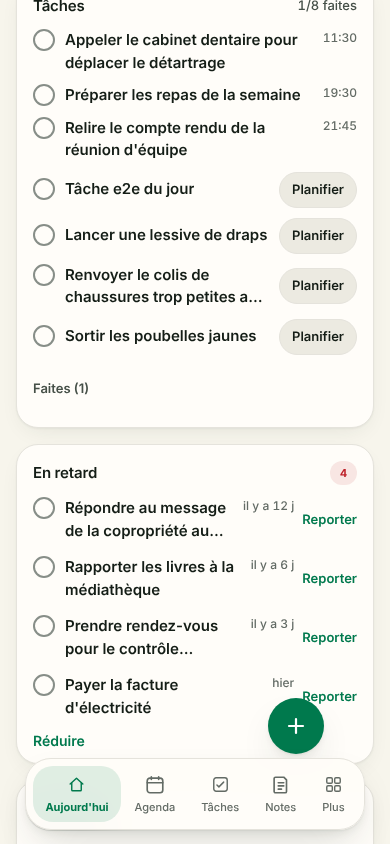 Tâches
1/8 faites
Appeler le cabinet dentaire pour
11:30
déplacer le détartrage
Préparer les repas de la semaine
19:30
Relire le compte rendu de la
21:45
réunion d'équipe
Tâche e2e du jour
Planifier
Lancer une lessive de draps
Planifier
Renvoyer le colis de
chaussures trop petites a...
Planifier
Sortir les poubelles jaunes
Planifier
Faites (1)
En retard
4
Répondre au message
il y a 12 j
de la copropriété au...
Reporter
Rapporter les livres à la
il y a 6 j
médiathèque
Reporter
Prendre rendez-vous
il y a 3 j
pour le contrôle...
Reporter
Payer la facture
hier
d'électricité
Reporter
Réduire
Aujourd'hui
Agenda
Tâches
Notes
Plus